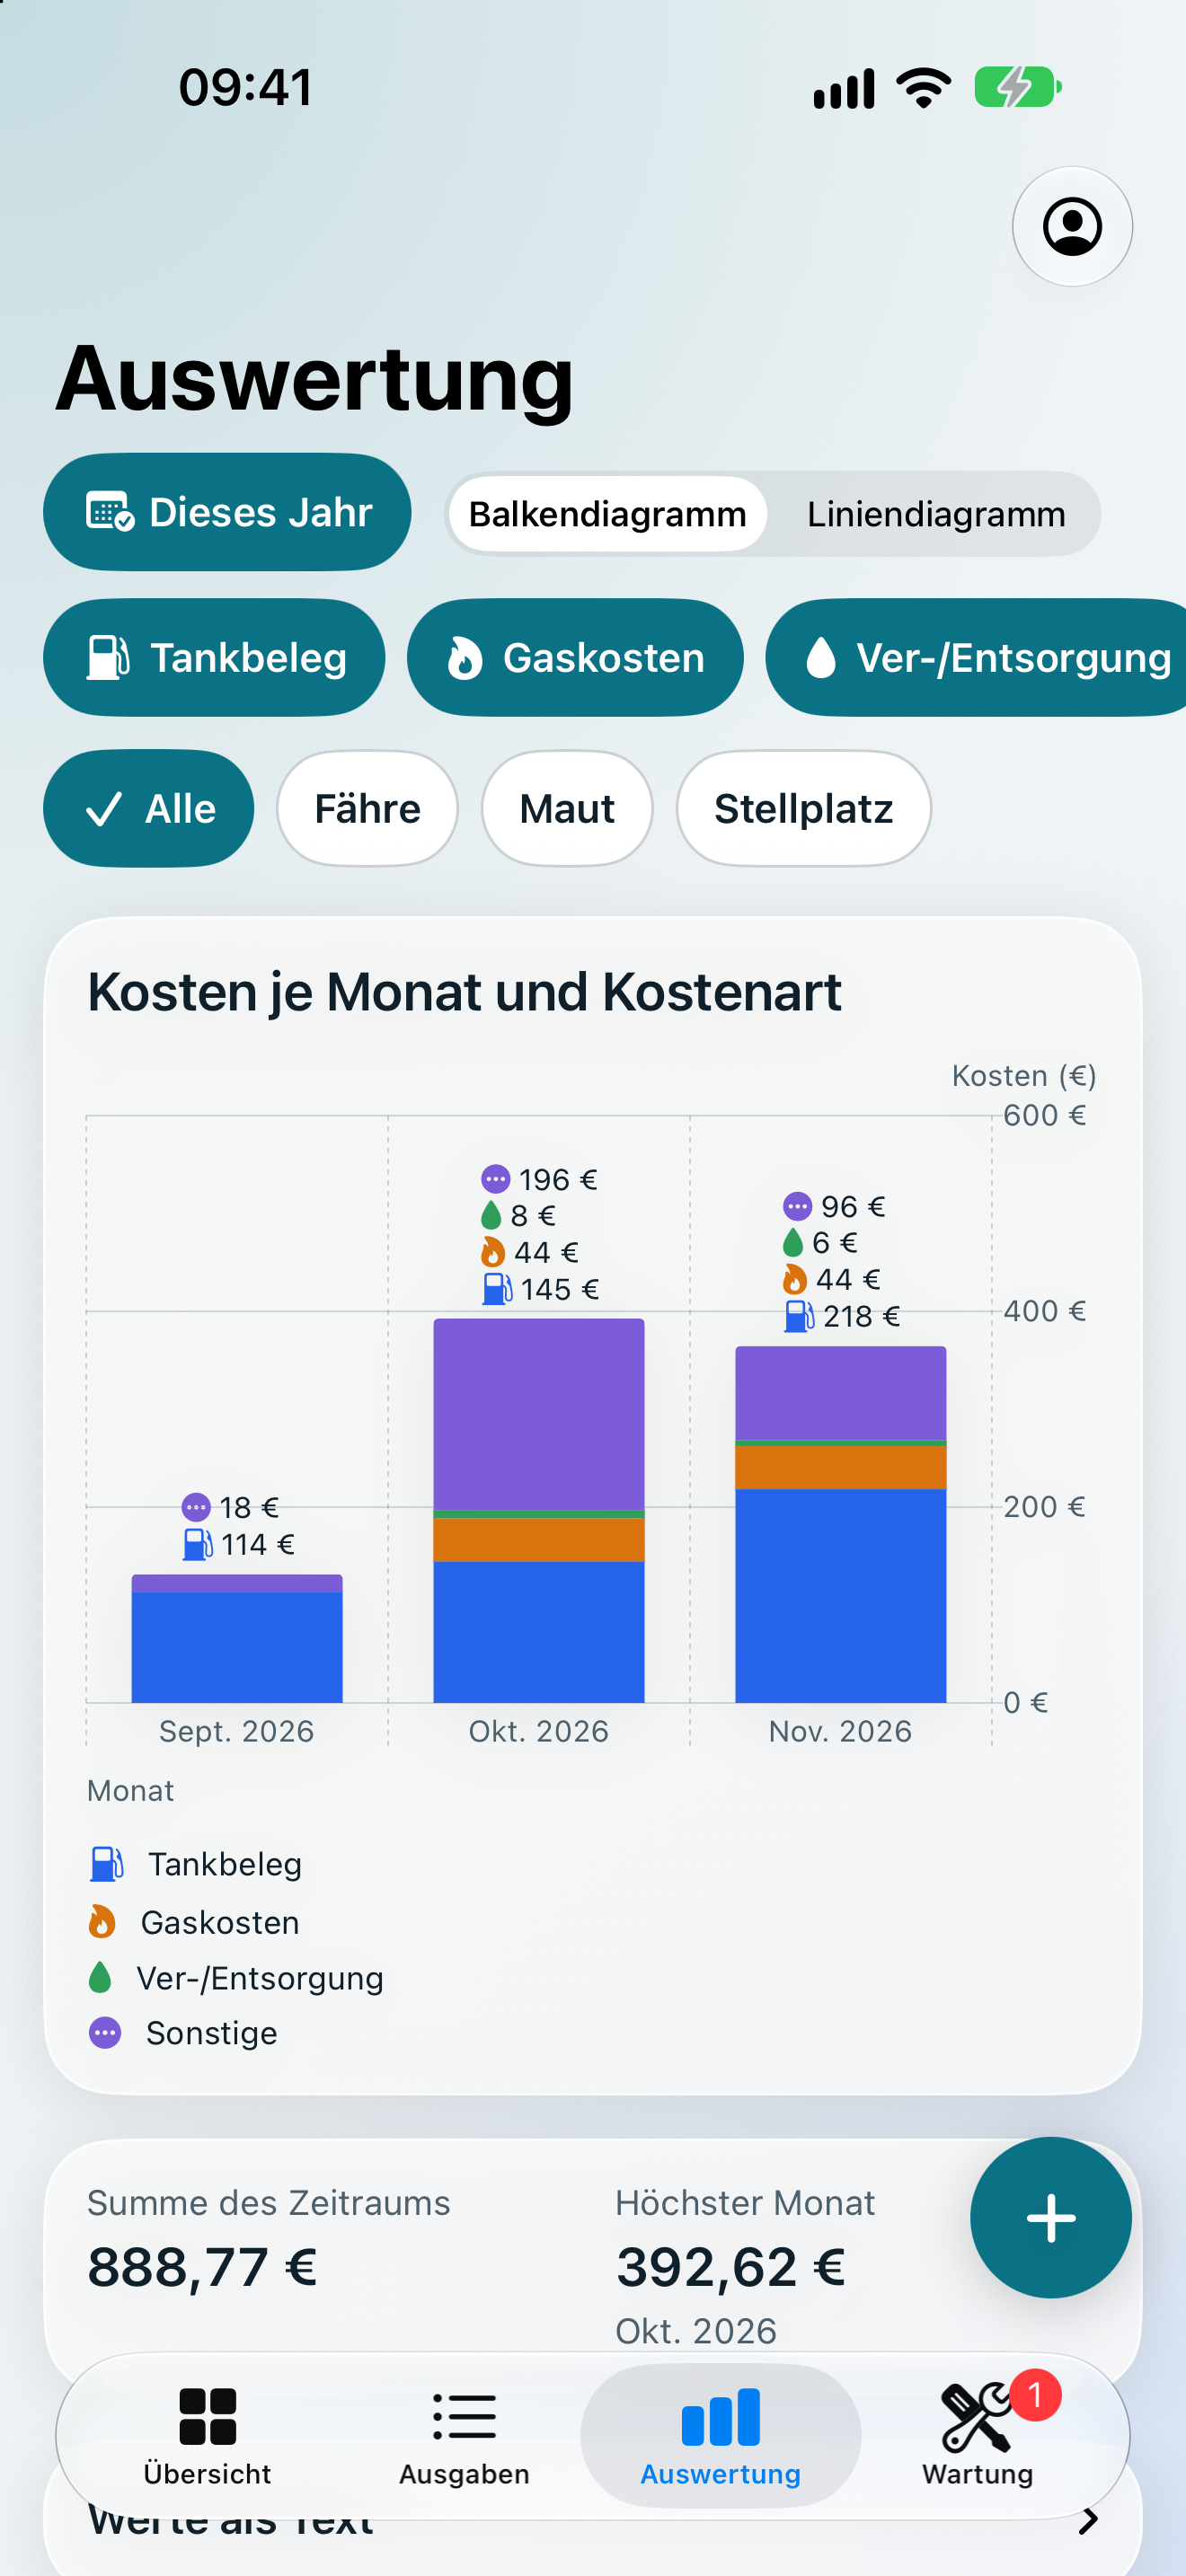 09:41
Auswertung
Dieses Jahr
Balkendiagramm Liniendiagramm
Tankbeleg Gaskosten Ver-/Entsorgung
Alle Fähre Maut Stellplatz
Kosten je Monat und Kostenart
Kosten (€)
600 €
196 €
8 €
44 €
145 €
96 €
6 €
44 €
218 €
400 €
18 €
114 €
200 €
0 €
Sept. 2026 Okt. 2026 Nov. 2026
Monat
Tankbeleg
Gaskosten
Ver-/Entsorgung
Sonstige
Summe des Zeitraums
888,77 €
Höchster Monat
392,62 €
Okt. 2026
1
Übersicht Ausgaben Auswertung Wartung
Werte als Text